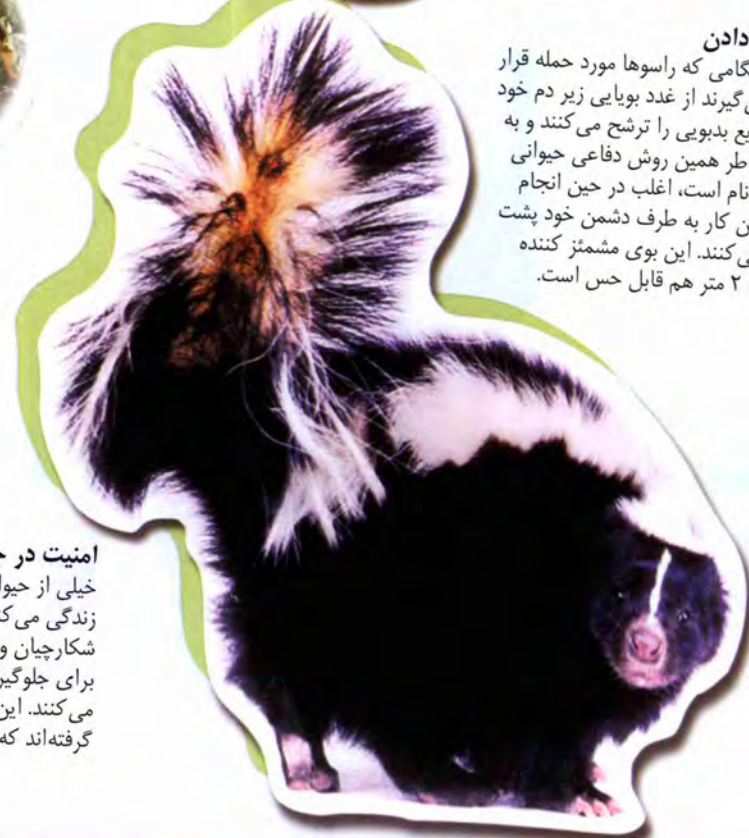 دادن
گامی که راسوها مورد حمله قرار
گیرند از غدد بویایی زیر دم خود
یع بدبویی را ترشح می‌کنند و به
طر همین روش دفاعی حیوانی
نام است، اغلب در حین انجام
ن کار به طرف دشمن خود پشت
ی‌کنند. این بوی مشمئز کننده
۲ متر هم قابل حس است.
امنیت در
خیلی از حیوا
زندگی می‌ک
شکارچیان و
برای جلوگیر
می‌کنند. این
گرفته‌اند که